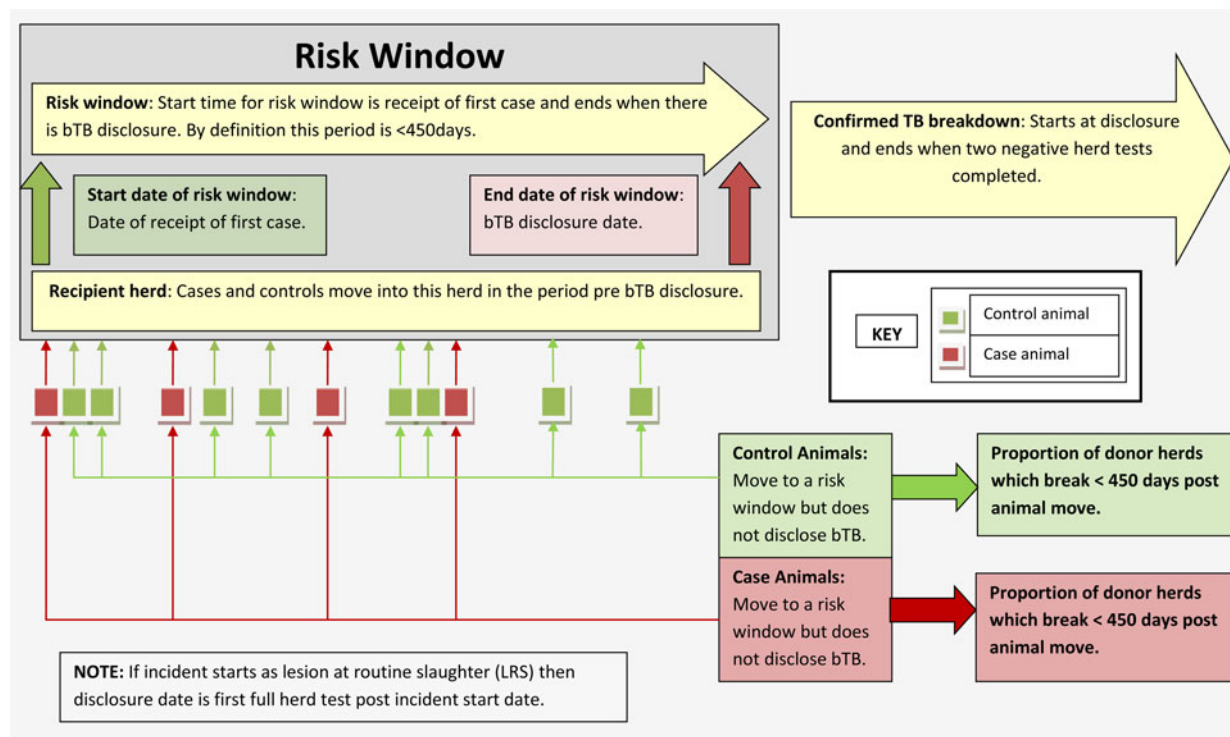 Risk Window
Risk window: Start time for risk window is receipt of first case and ends when there
is bTB disclosure. By definition this period is <450days.
Confirmed TB breakdown: Starts at disclosure
and ends when two negative herd tests
completed.
Start date of risk window:
Date of receipt of first case.
End date of risk window:
bTB disclosure date.
Recipient herd: Cases and controls move into this herd in the period pre bTB disclosure.
KEY
Control animal
Case animal
Control Animals:
Move to a risk
window but does
not disclose bTB.
Proportion of donor herds
which break < 450 days post
animal move.
Case Animals:
Move to a risk
window but does
not disclose bTB.
Proportion of donor herds
which break < 450 days post
animal move.
NOTE: If incident starts as lesion at routine slaughter (LRS) then
disclosure date is first full herd test post incident start date.